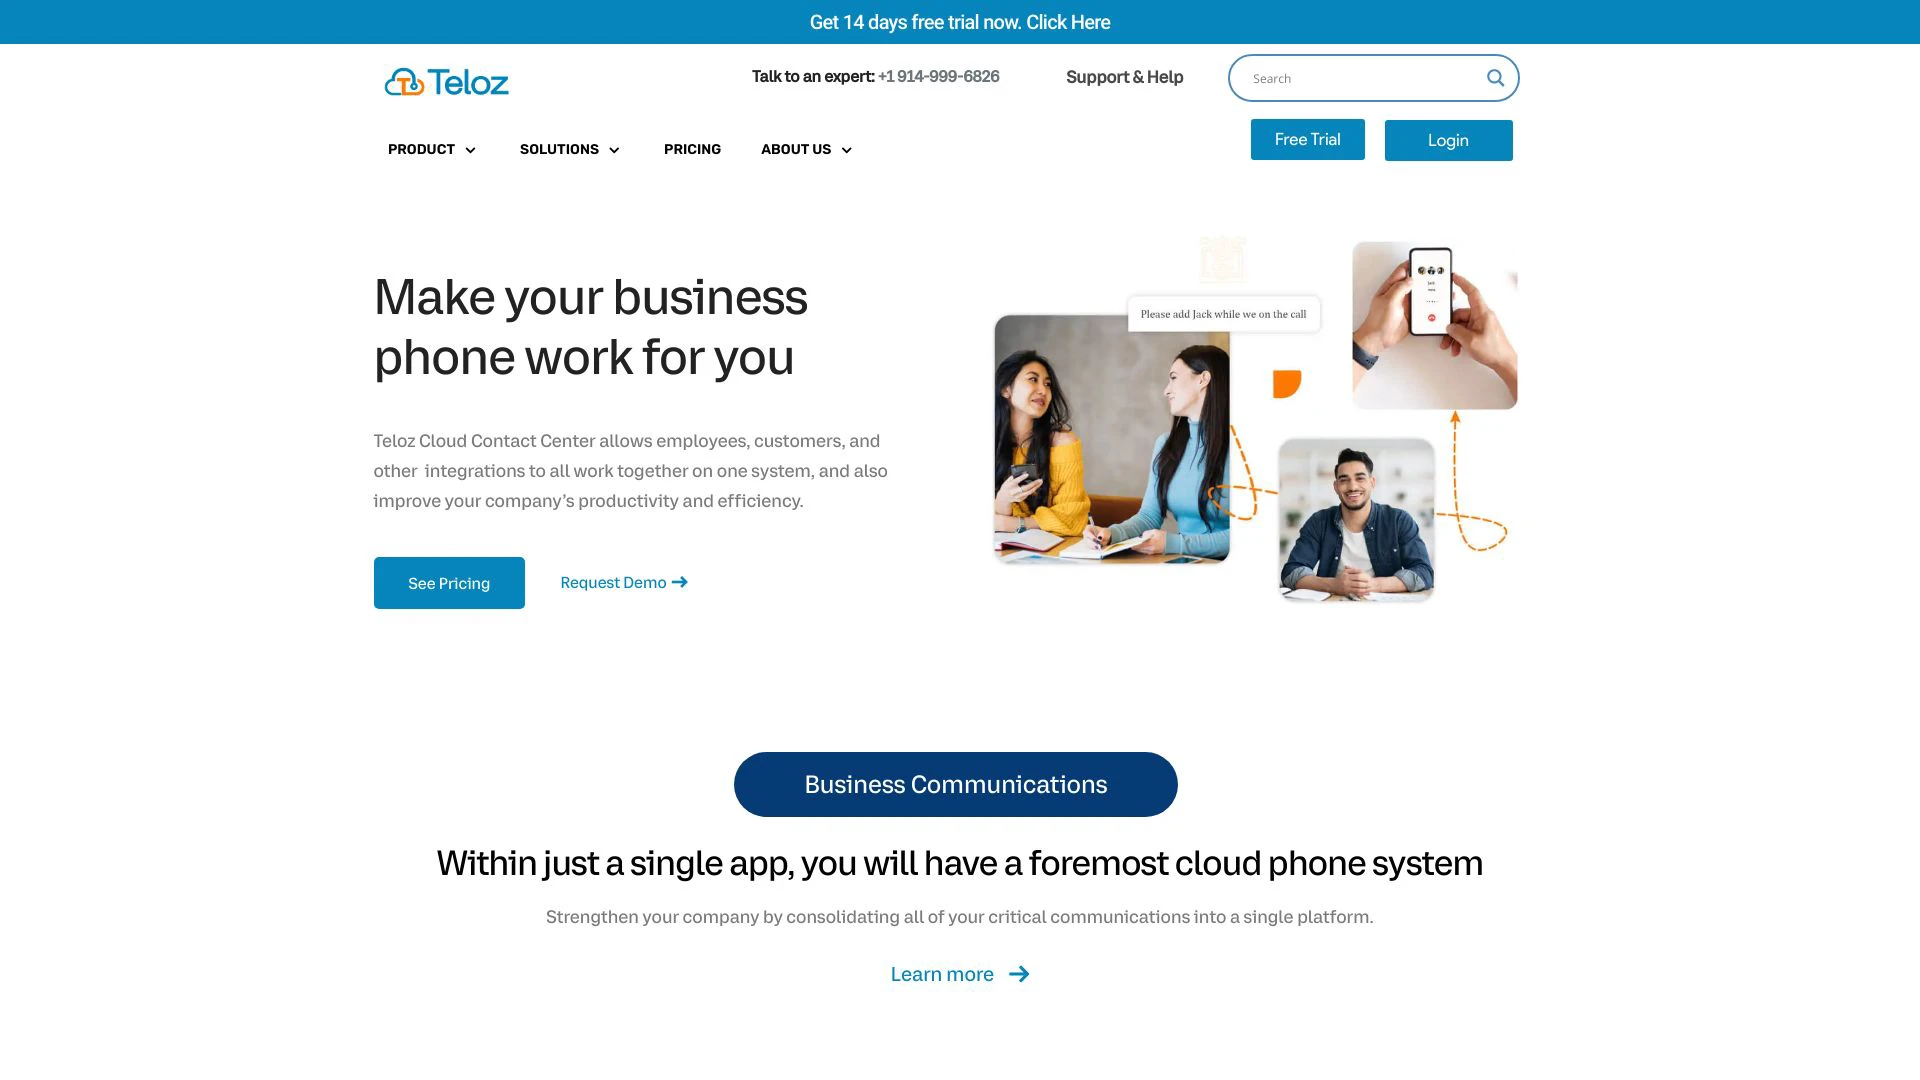 Get 14 days free trial now. Click Here
Teloz
Talk to an expert: +1 914-999-6826
Support & Help
Search
PRODUCT
SOLUTIONS
PRICING
ABOUT US
Free Trial
Login
Make your business
phone work for you
Please add Jack while we on the call
Teloz Cloud Contact Center allows employees, customers, and
other  integrations to all work together on one system, and also
improve your company’s productivity and efficiency.
See Pricing
Request Demo
Business Communications
Within just a single app, you will have a foremost cloud phone system
Strengthen your company by consolidating all of your critical communications into a single platform.
Learn more